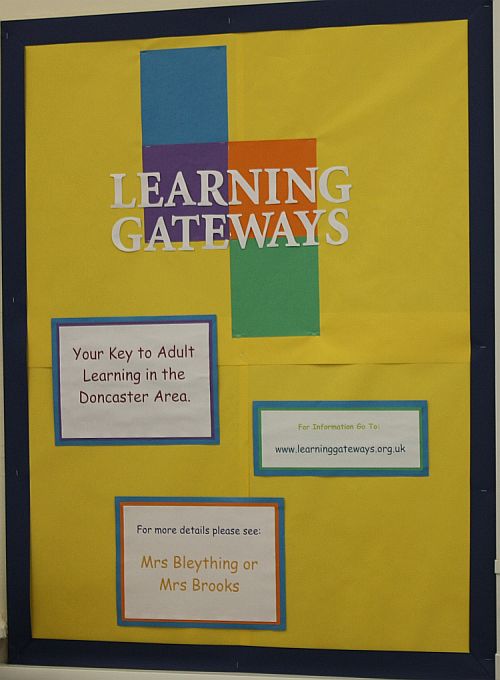 LEARNING
GATEWAYS
Your Key to Adult
Learning in the
Doncaster Area.
For Information Go To:
www.learninggateways.org.uk
For more details please see:
Mrs Bleything or
Mrs Brooks